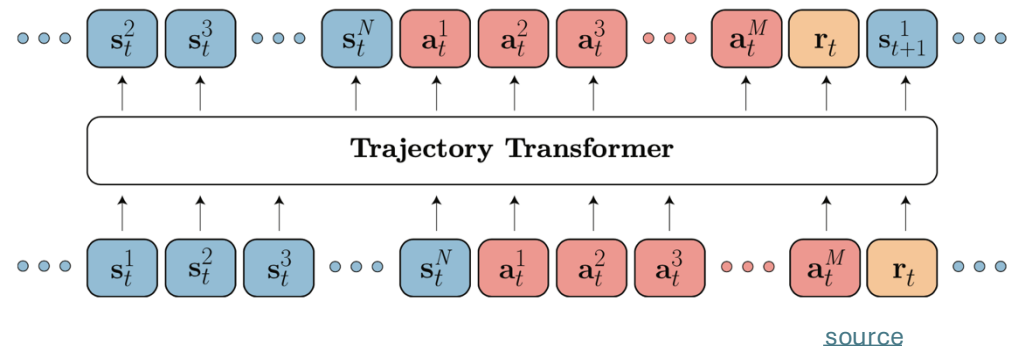 s_t^2 s_t^3 s_t^N a_t^1 a_t^2 a_t^3 a_t^M r_t s_{t+1}^1
Trajectory Transformer
s_t^1 s_t^2 s_t^3 s_t^N a_t^1 a_t^2 a_t^3 a_t^M r_t
source